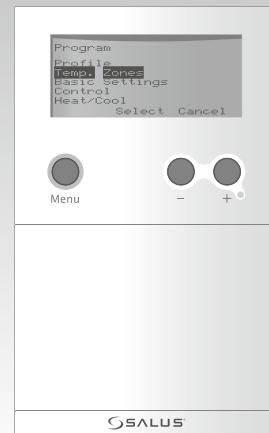 Program
Profile
Temp. Zones
Basic Settings
Control
Heat/Cool
Select Cancel
Menu
- +
SALUS